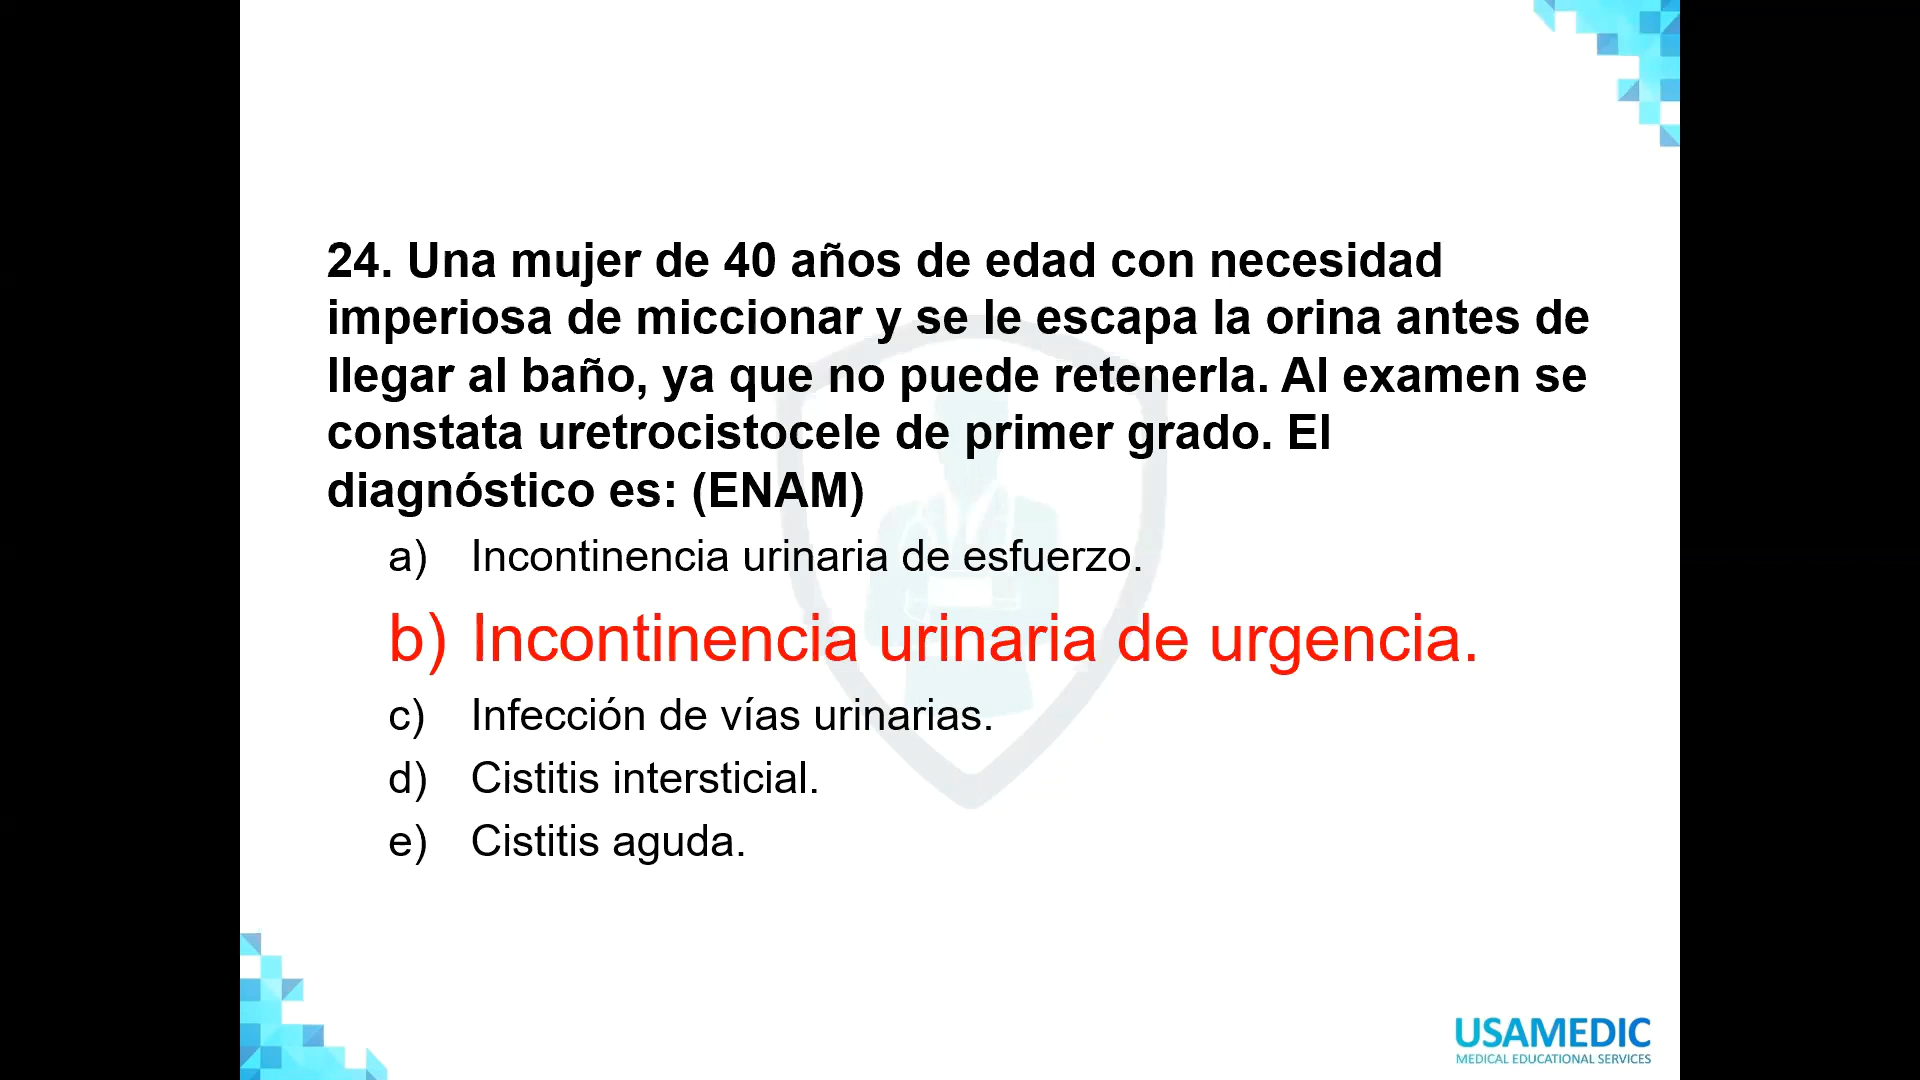 24. Una mujer de 40 años de edad con necesidad
imperiosa de miccionar y se le escapa la orina antes de
llegar al baño, ya que no puede retenerla. Al examen se
constata uretrocistocele de primer grado. El
diagnóstico es: (ENAM)
a) Incontinencia urinaria de esfuerzo.
b) Incontinencia urinaria de urgencia.
c) Infección de vías urinarias.
d) Cistitis intersticial.
e) Cistitis aguda.
USAMEDIC
MEDICAL EDUCATIONAL SERVICES